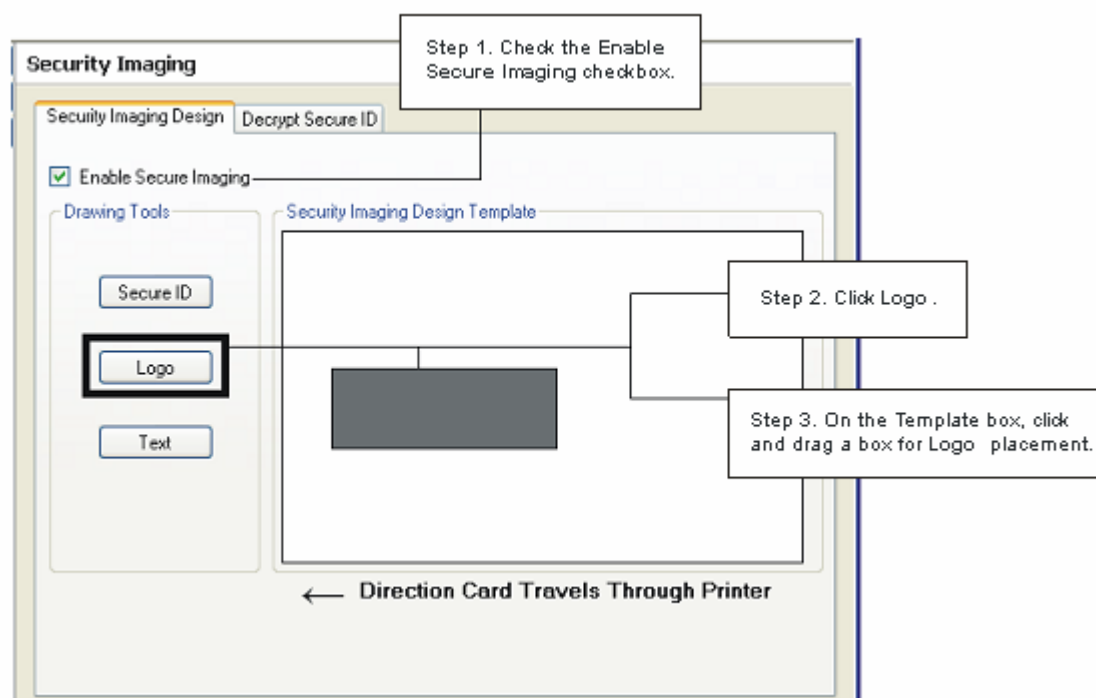 Step 1. Check the Enable
Secure Imaging checkbox.
Security Imaging
Security Imaging Design
Decrypt Secure ID
Enable Secure Imaging
Drawing Tools
Security Imaging Design Template
Secure ID
Step 2. Click Logo .
Logo
Step 3. On the Template box, click
and drag a box for Logo placement.
Text
← Direction Card Travels Through Printer